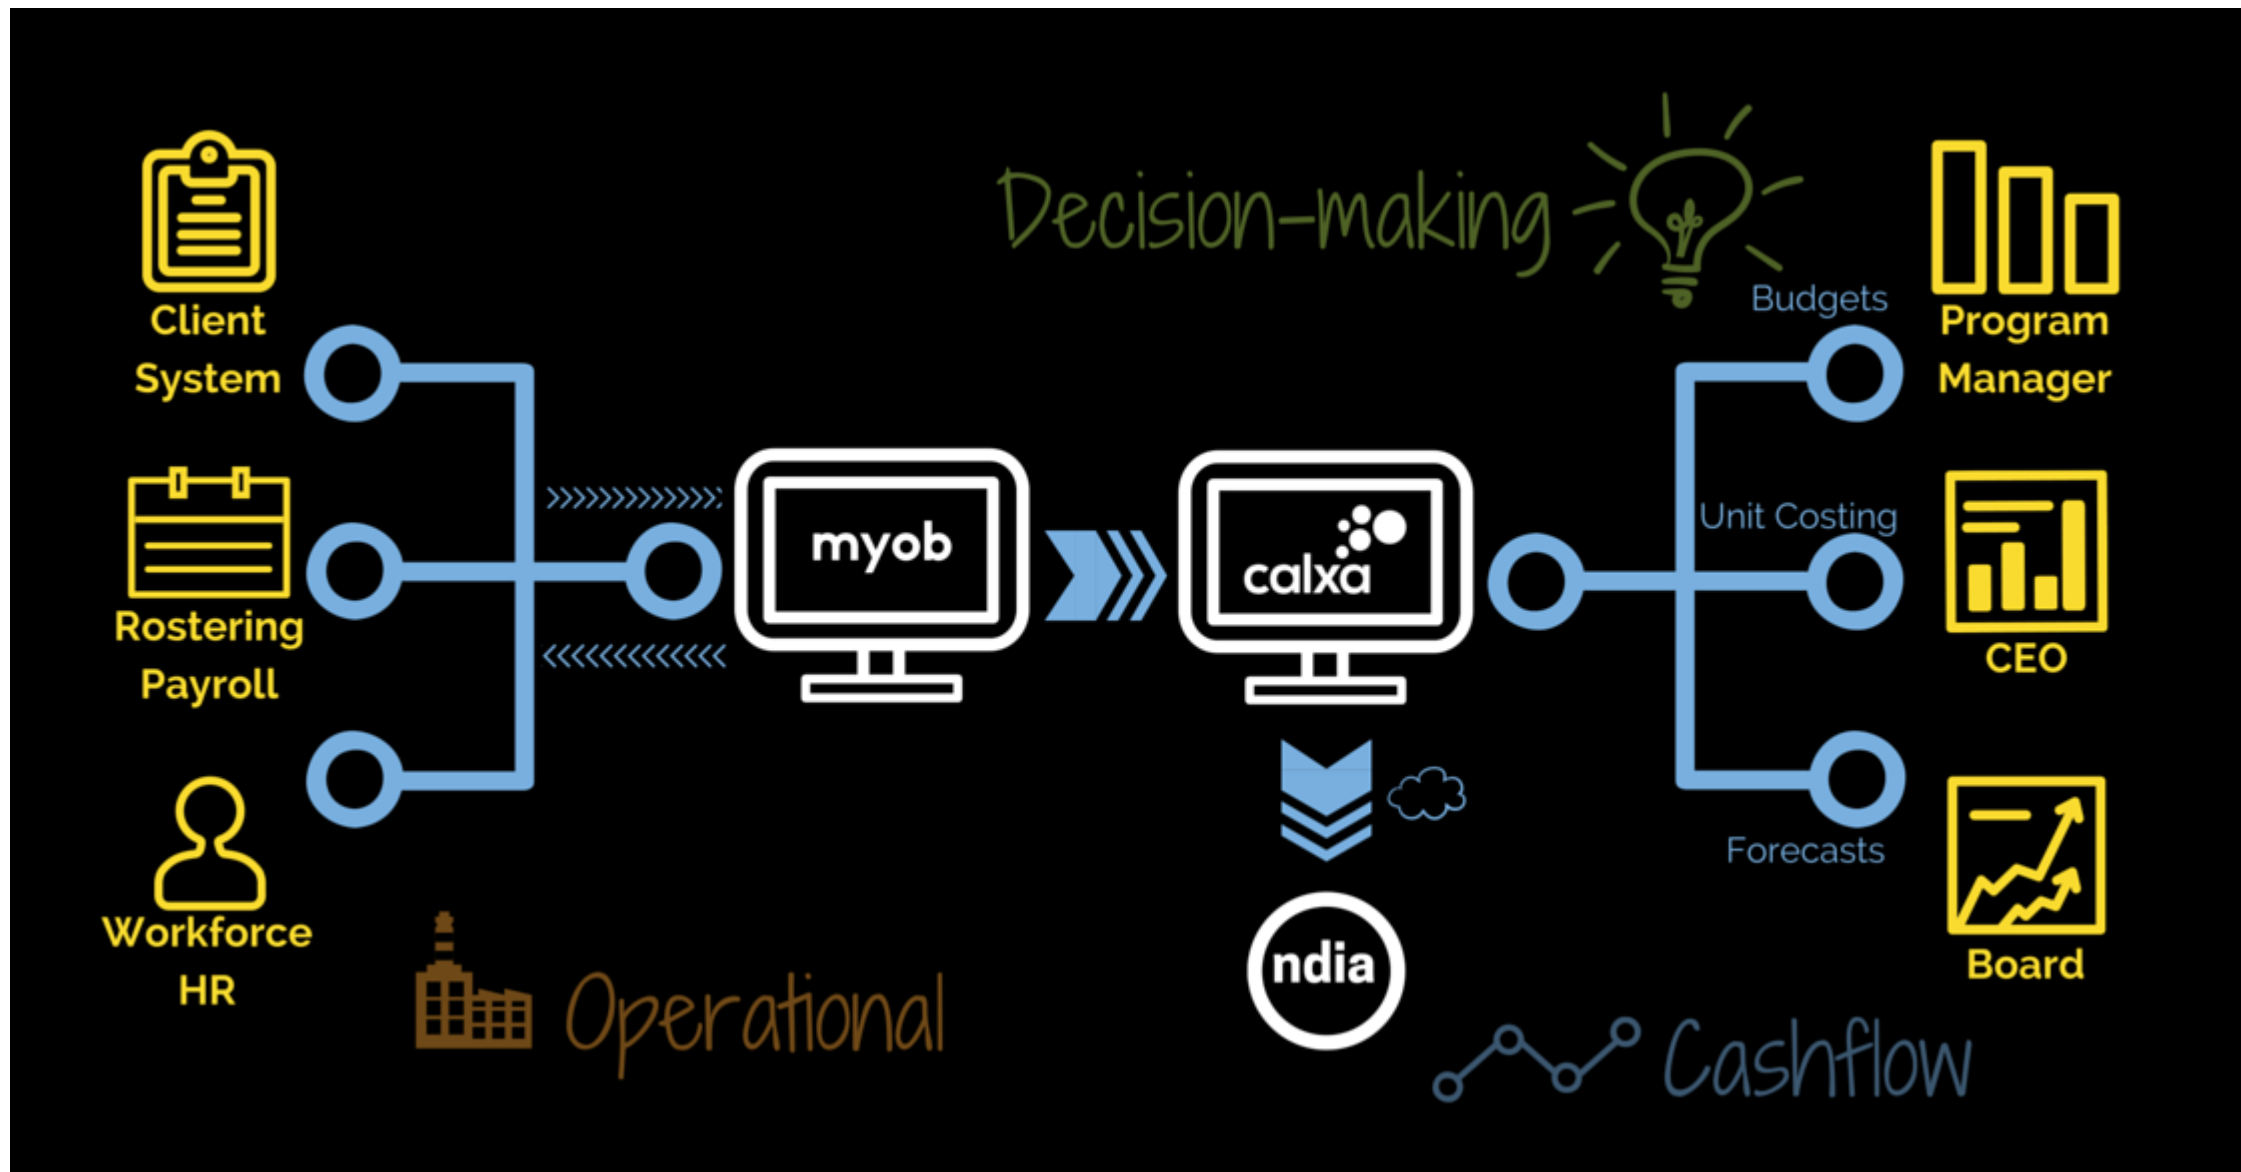 Decision-making
Client
System
Budgets
Program
Manager
myob
calxa
Unit Costing
Rostering
Payroll
CEO
Forecasts
Workforce
HR
ndia
Board
Operational
Cashflow